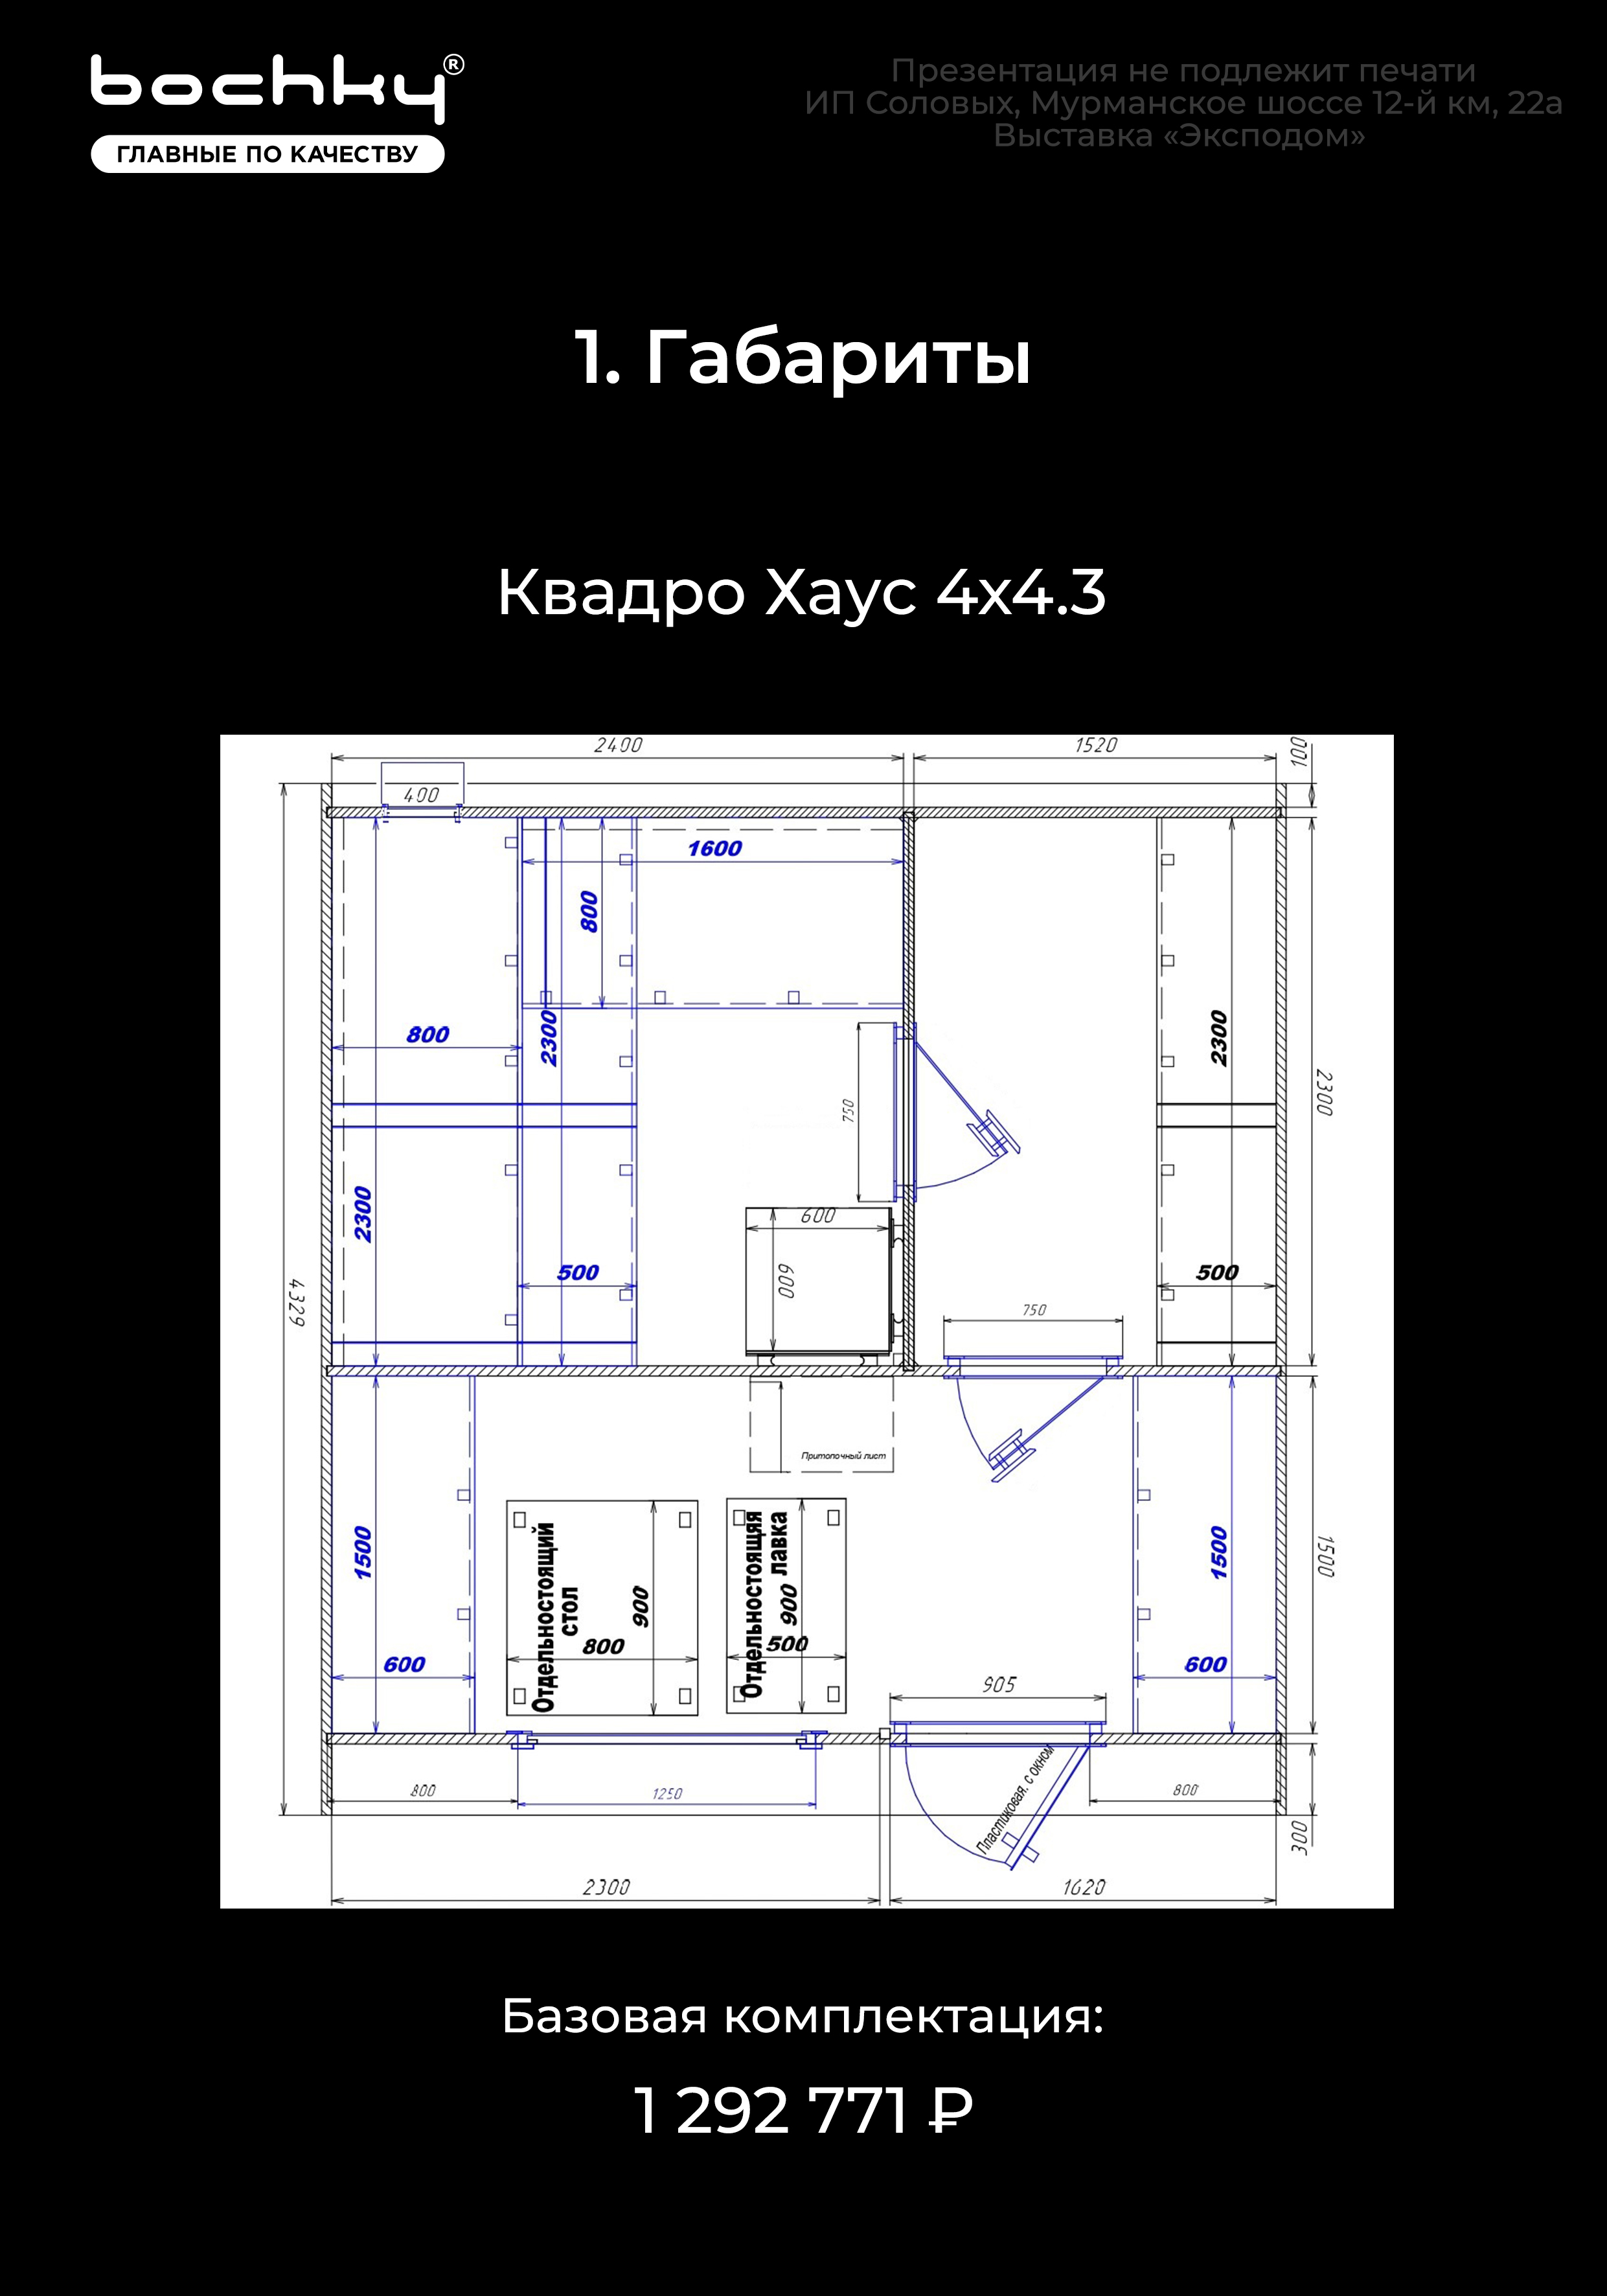 bochky®
ГЛАВНЫЕ ПО КАЧЕСТВУ
Презентация не подлежит печати
ИП Соловых, Мурманское шоссе 12-й км, 22а
Выставка «Эксподом»
1. Габариты
Квадро Хаус 4х4.3
2400
1520
100
400
1600
800
800
2300
2300
2300
750
2300
600
600
500
500
4329
750
Притопочный лист
1500
1500
1500
Отдельностоящий
стол
900
800
Отдельностоящяя
лавка
900
500
600
600
905
Пластиковая. с окном
800
1250
800
300
2300
1620
Базовая комплектация:
1 292 771 ₽